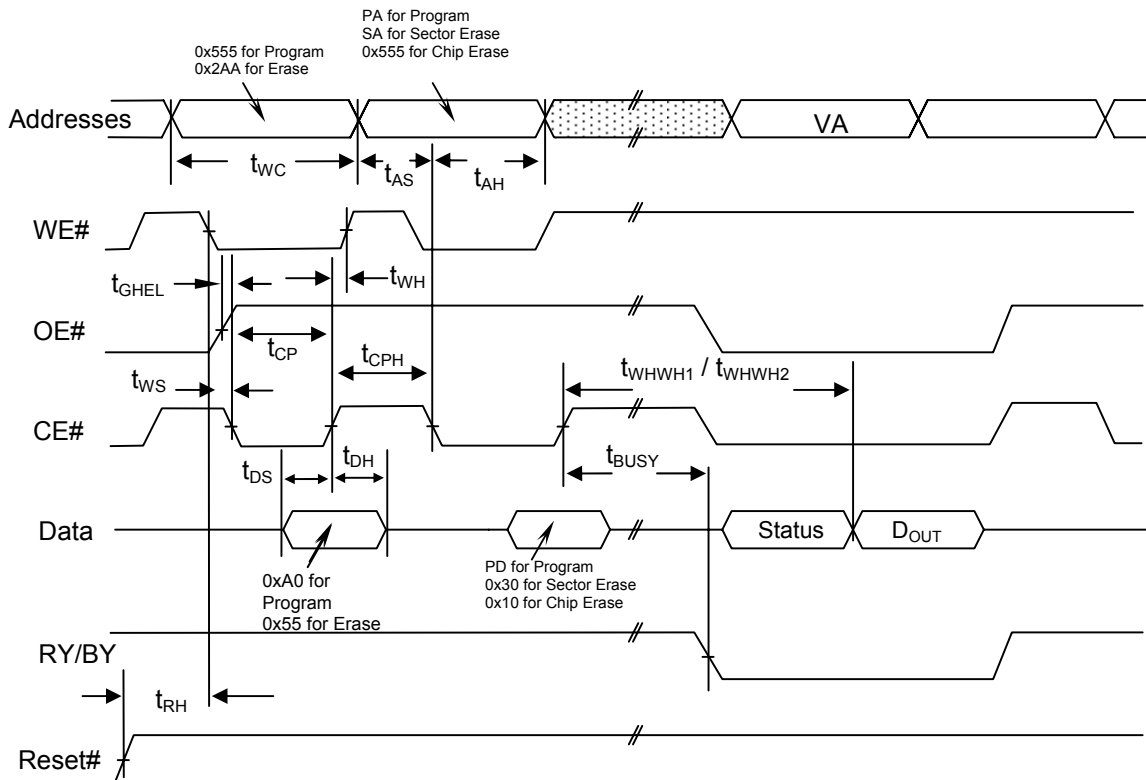 PA for Program
SA for Sector Erase
0x555 for Chip Erase
0x555 for Program
0x2AA for Erase
Addresses
VA
tWC
tAS
tAH
WE#
tGHEL
tWH
OE#
tCP
tCPH
tWHWH1 / tWHWH2
tWS
CE#
tDS
tDH
tBUSY
Data
Status
DOUT
0xA0 for
Program
0x55 for Erase
PD for Program
0x30 for Sector Erase
0x10 for Chip Erase
RY/BY
tRH
Reset#